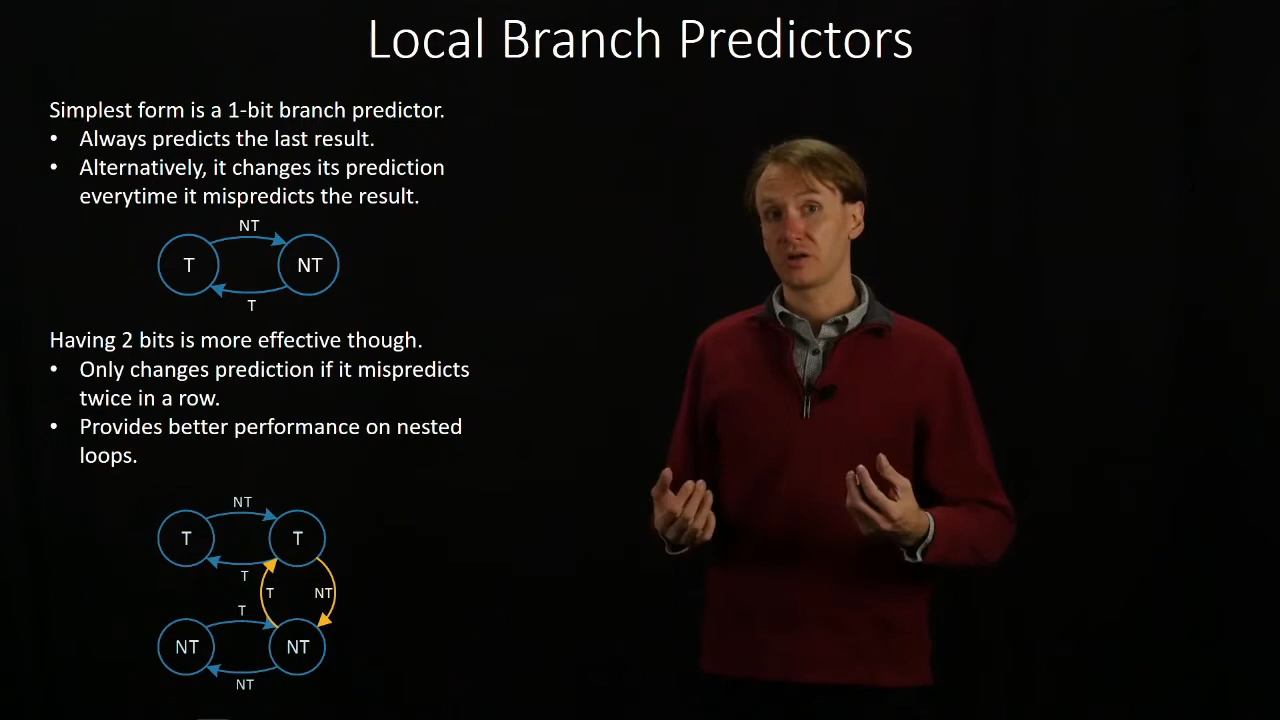 Local Branch Predictors
Simplest form is a 1-bit branch predictor.
• Always predicts the last result.
• Alternatively, it changes its prediction
everytime it mispredicts the result.
NT
T NT
T
Having 2 bits is more effective though.
• Only changes prediction if it mispredicts
twice in a row.
• Provides better performance on nested
loops.
NT
T T
T
T NT
T
NT NT
NT